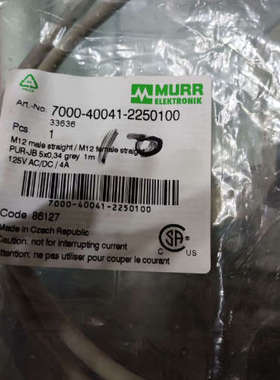 MURR
ELEKTRONIK
Art.-No. 7000-40041-2250100
33636
Pcs.
1
M12 male straight / M12 female straight
PUR-JB 5x0,34 grey 1m
125V AC/DC / 4A
Code 86127
7000-40041-2250100
Made in Czech Republic
Caution: not for interrupting current
Attention: ne pas utiliser pour couper le courant
C US